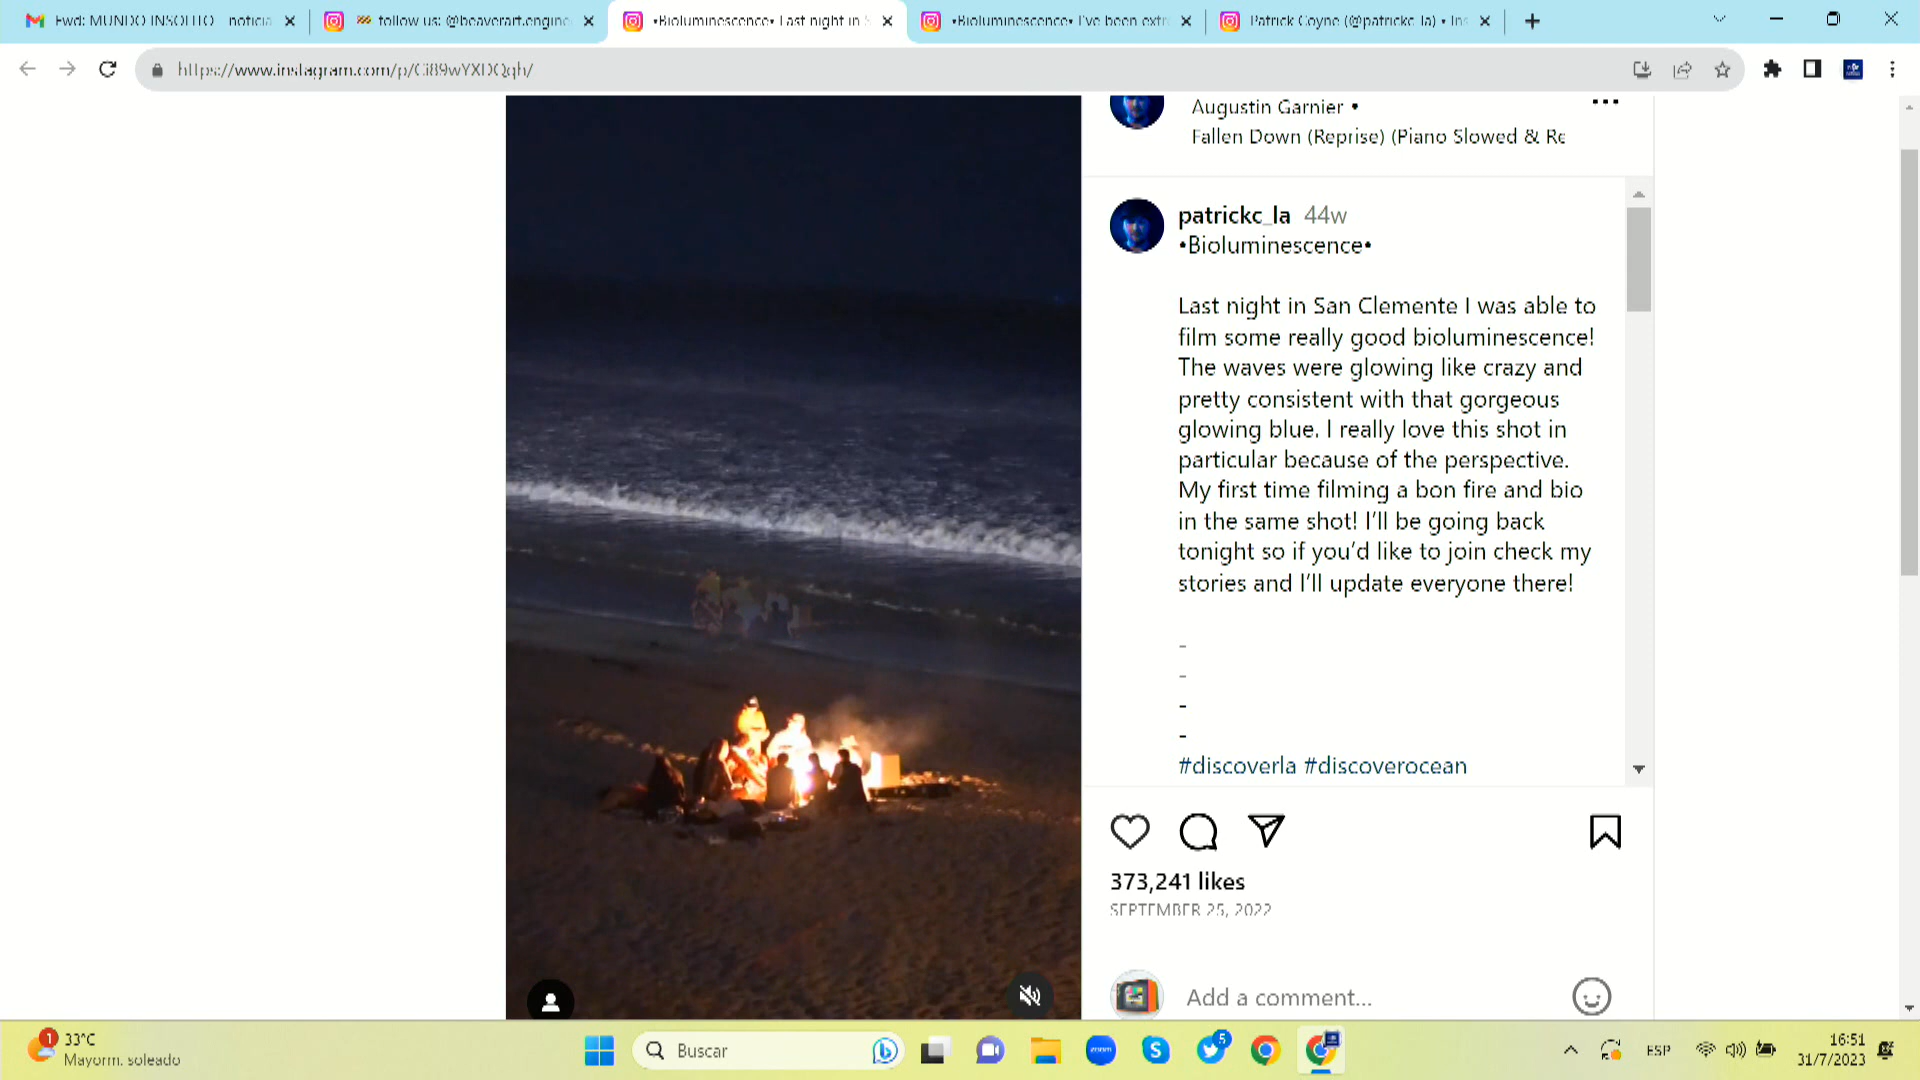 Fwd: MUNDO INSOLITO - noticia
follow us: @beaverart.engine
•Bioluminescence• Last night in S
•Bioluminescence• I've been extr
Patrick Coyne (@patrickc_la) • Ins
https://www.instagram.com/p/Ci89wYXDQqh/
Augustin Garnier •
Fallen Down (Reprise) (Piano Slowed & Re
patrickc_la 44w
•Bioluminescence•
Last night in San Clemente I was able to
film some really good bioluminescence!
The waves were glowing like crazy and
pretty consistent with that gorgeous
glowing blue. I really love this shot in
particular because of the perspective.
My first time filming a bon fire and bio
in the same shot! I’ll be going back
tonight so if you’d like to join check my
stories and I’ll update everyone there!
-
-
-
-
#discoverla #discoverocean
373,241 likes
SEPTEMBER 25, 2022
Add a comment...
1
33°C
Mayorm. soleado
Buscar
zoom
5
ESP
16:51
31/7/2023